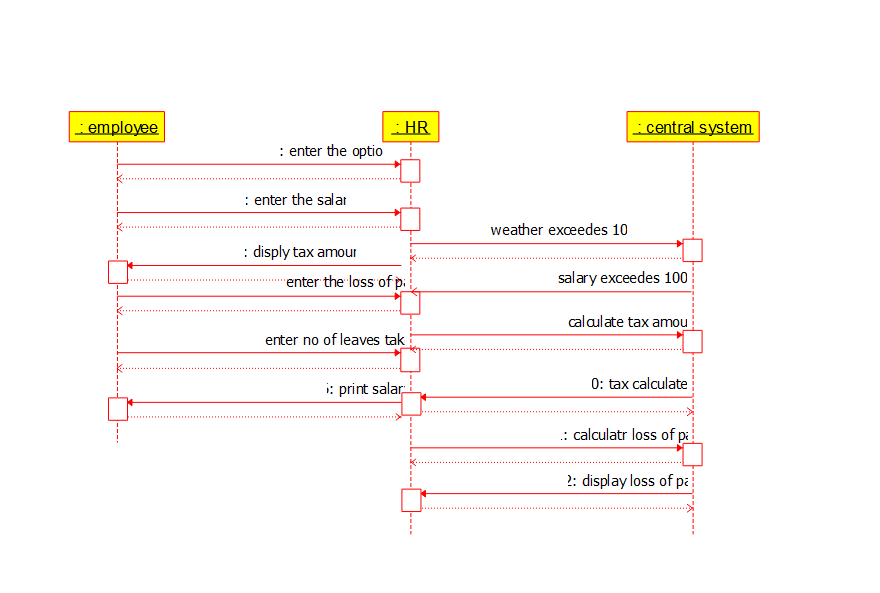 : employee
: HR
: central system
: enter the optio
: enter the salar
weather exceedes 10
: disply tax amour
salary exceedes 100
enter the loss of pa
calculate tax amou
enter no of leaves tak
0: tax calculate
: print salar
: calculatr loss of pa
2: display loss of pa